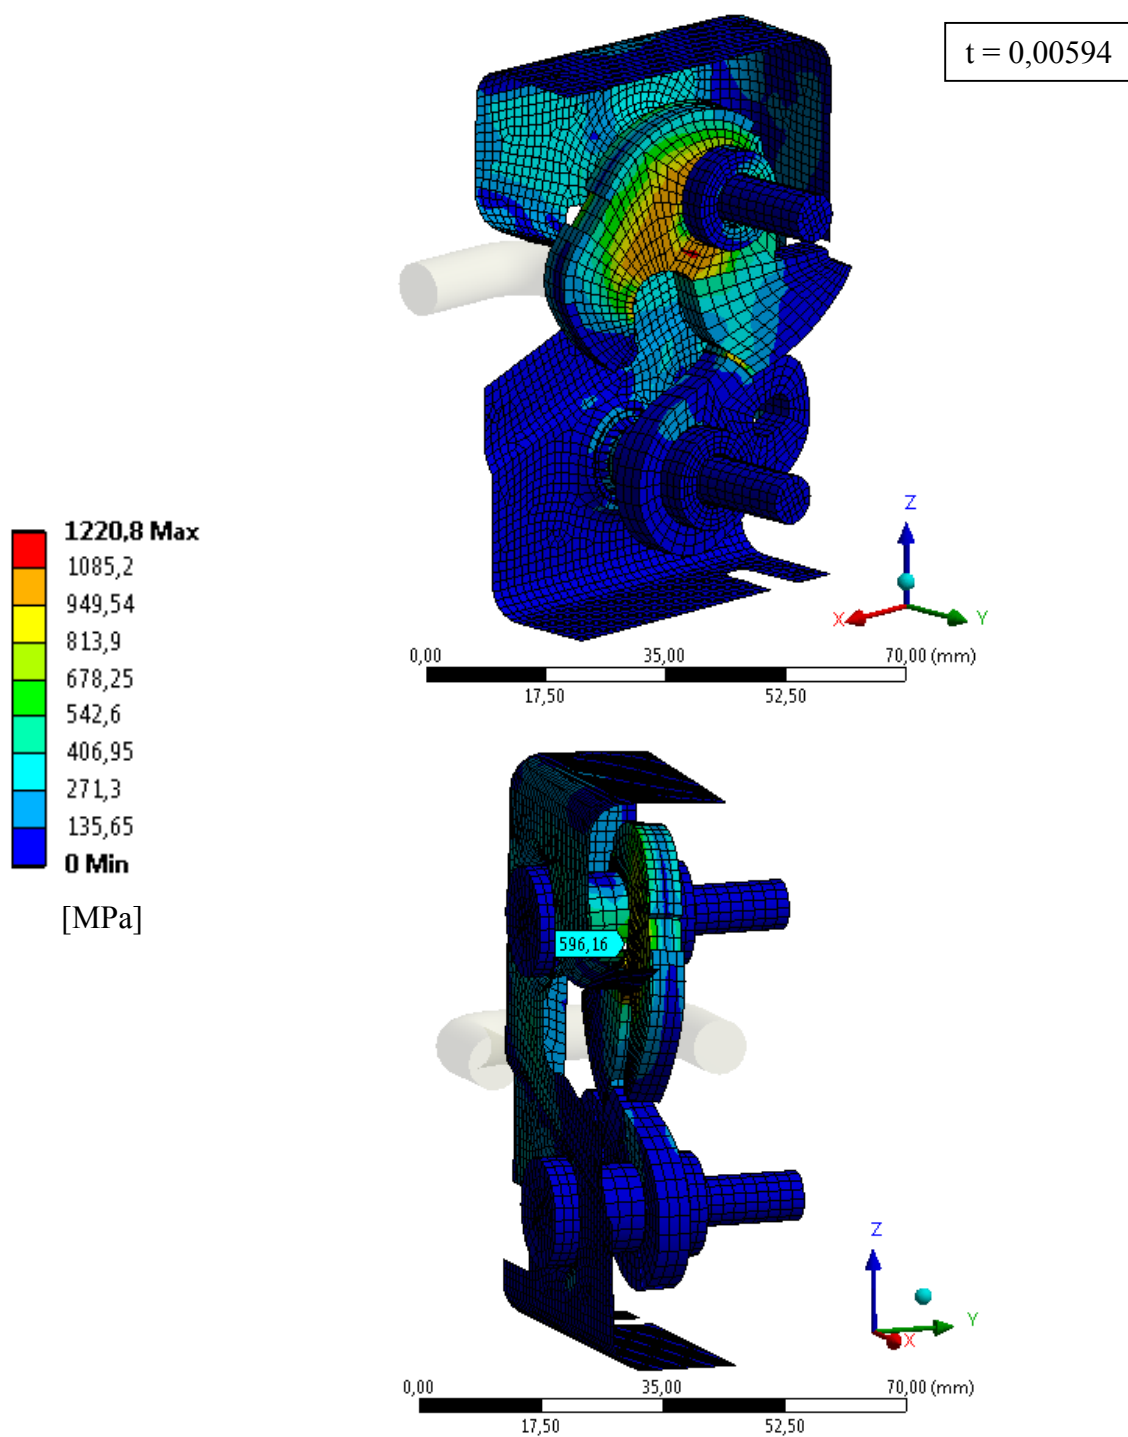 t = 0,00594
Z
X
Y
0,00
35,00
70,00 (mm)
17,50
52,50
1220,8 Max
1085,2
949,54
813,9
678,25
542,6
406,95
271,3
135,65
0 Min
[MPa]
596,16
Z
Y
X
0,00
35,00
70,00 (mm)
17,50
52,50